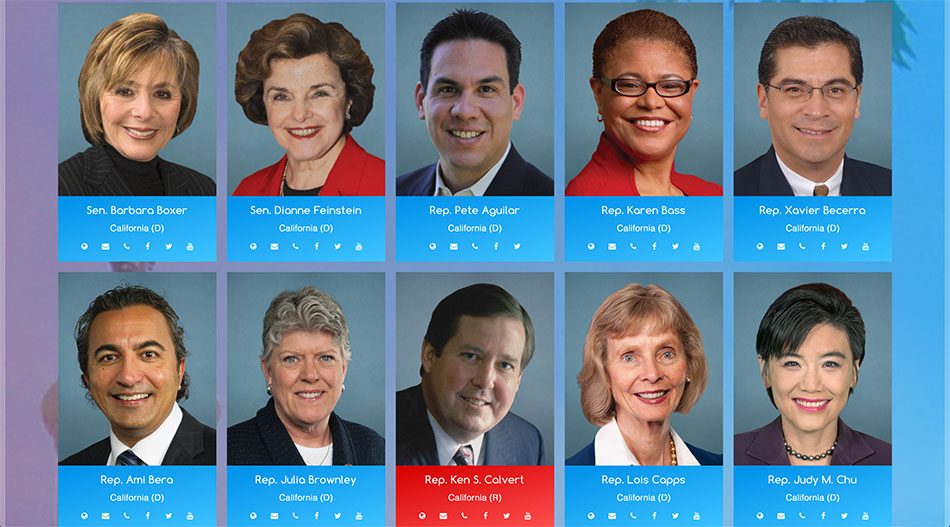 Sen. Barbara Boxer
California (D)
Sen. Dianne Feinstein
California (D)
Rep. Pete Aguilar
California (D)
Rep. Karen Bass
California (D)
Rep. Xavier Becerra
California (D)
Rep. Ami Bera
California (D)
Rep. Julia Brownley
California (D)
Rep. Ken S. Calvert
California (R)
Rep. Lois Capps
California (D)
Rep. Judy M. Chu
California (D)